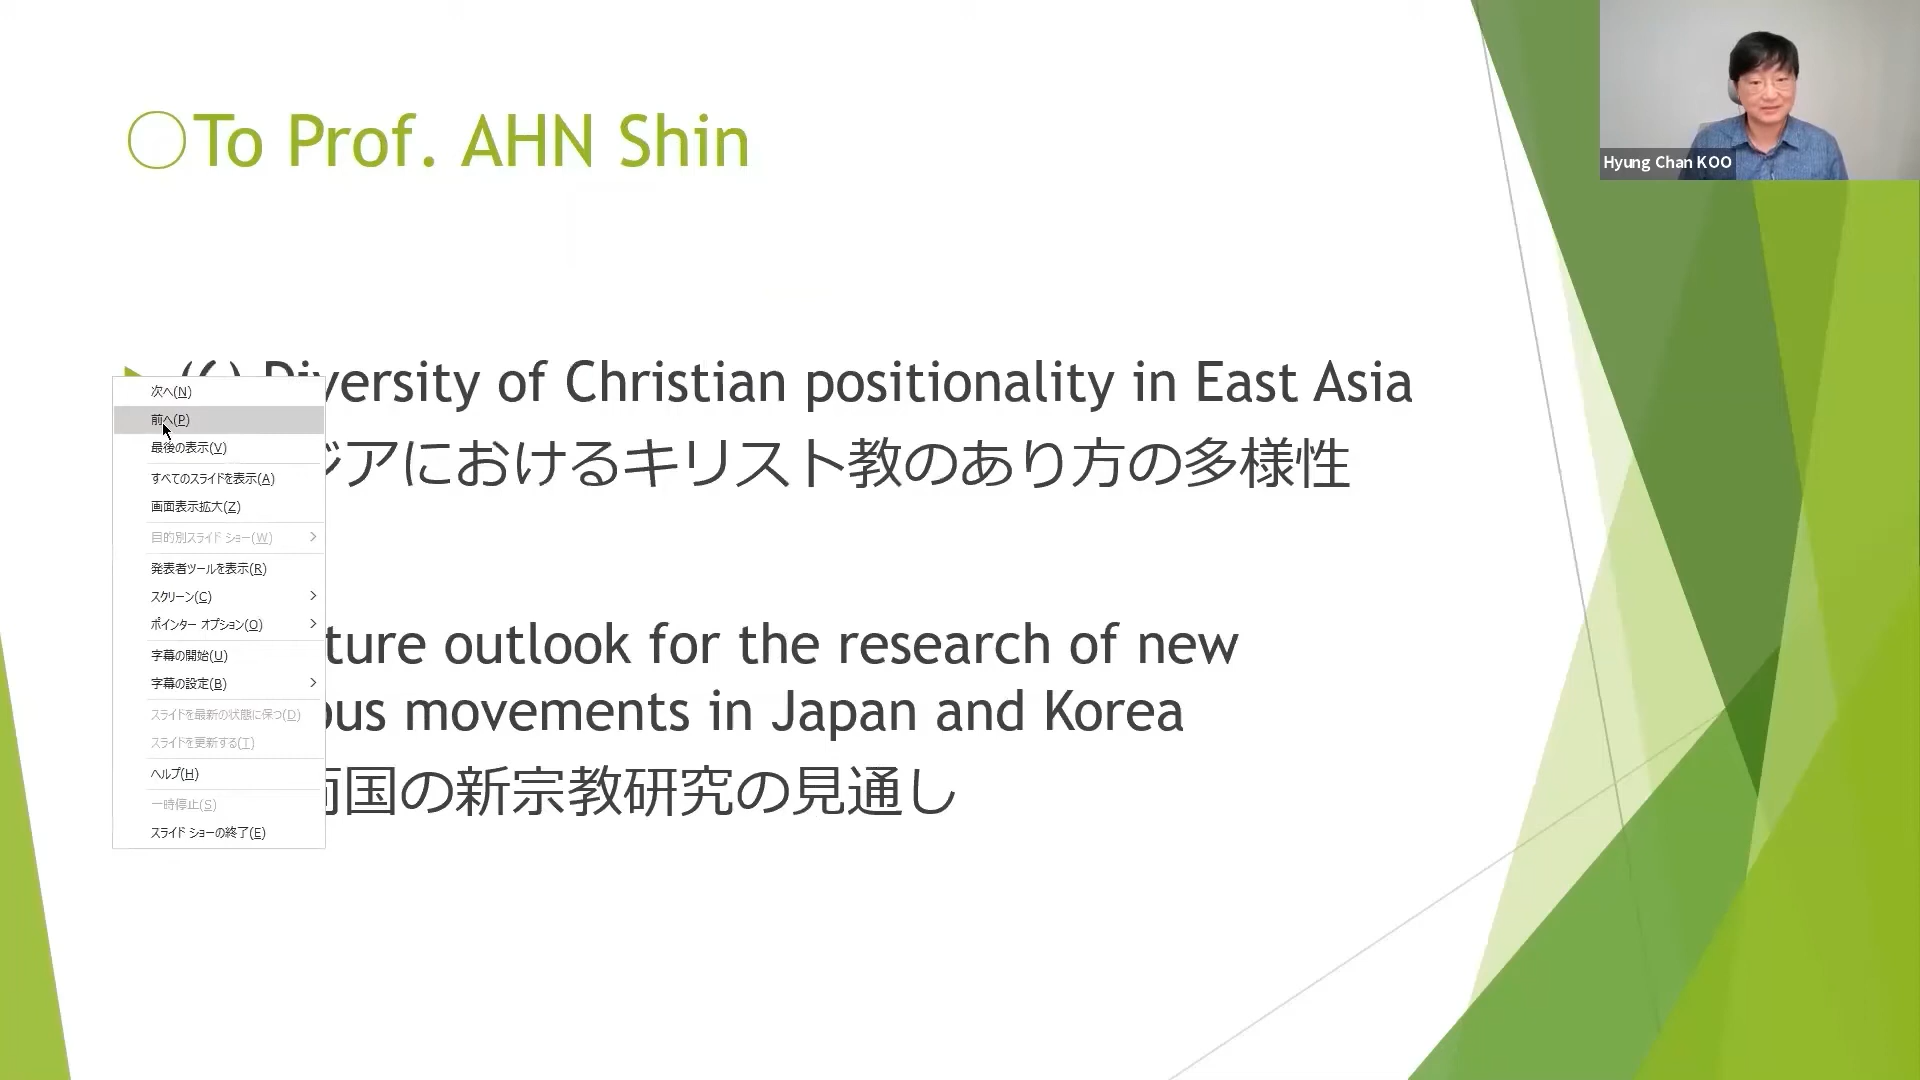 ○To Prof. AHN Shin
Hyung Chan KOO
Diversity of Christian positionality in East Asia
ジアにおけるキリスト教のあり方の多様性
ture outlook for the research of new
ous movements in Japan and Korea
国の新宗教研究の見通し
次へ(N)
前へ(P)
最後の表示(V)
すべてのスライドを表示(A)
画面表示拡大(Z)
目的別スライド ショー(W)
発表者ツールを表示(R)
スクリーン(C)
ポインター オプション(O)
字幕の開始(U)
字幕の設定(B)
スライドを最新の状態に保つ(D)
スライドを更新する(T)
ヘルプ(H)
一時停止(S)
スライド ショーの終了(E)